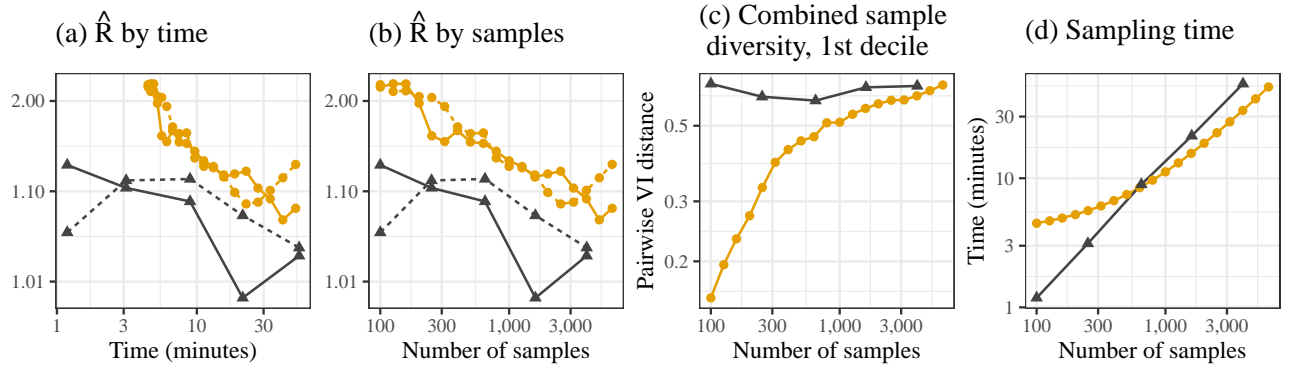 (a) R̂ by time
2.00
1.10
1.01
1
3
10
30
Time (minutes)
(b) R̂ by samples
2.00
1.10
1.01
100
300
1,000
3,000
Number of samples
(c) Combined sample
diversity, 1st decile
Pairwise VI distance
0.5
0.3
0.2
100
300
1,000
3,000
Number of samples
(d) Sampling time
Time (minutes)
30
10
3
1
100
300
1,000
3,000
Number of samples